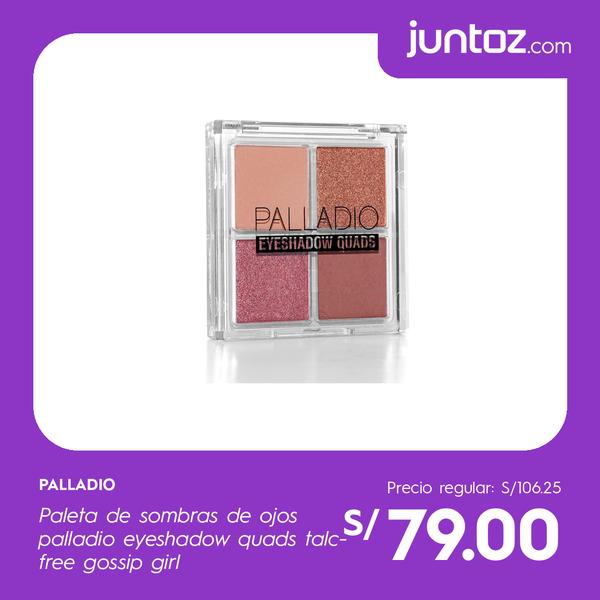 juntoz.com
PALLADIO
EYESHADOW QUADS
PALLADIO
Paleta de sombras de ojos
palladio eyeshadow quads talc-
free gossip girl
Precio regular: S/106.25
S/79.00